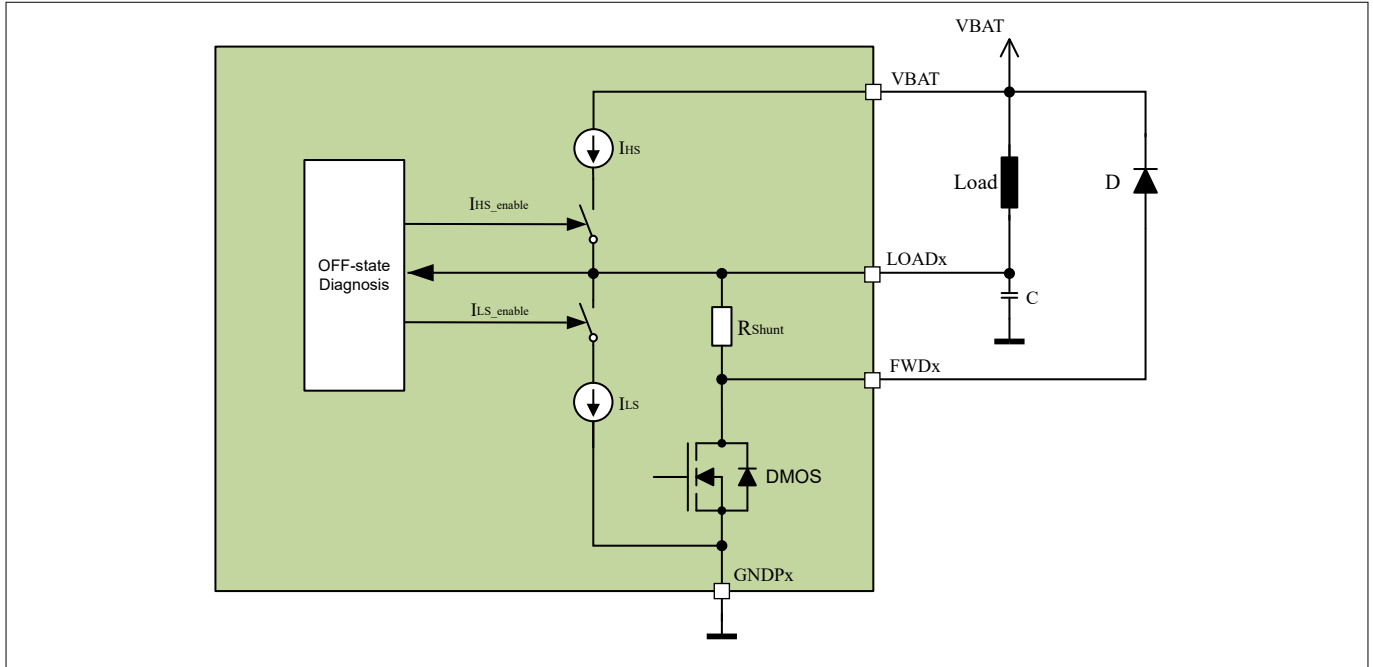 VBAT
VBAT
IHS
Load
D
IHS_enable
LOADx
OFF-state
Diagnosis
C
ILS_enable
RShunt
FWDx
ILS
DMOS
GNDPx